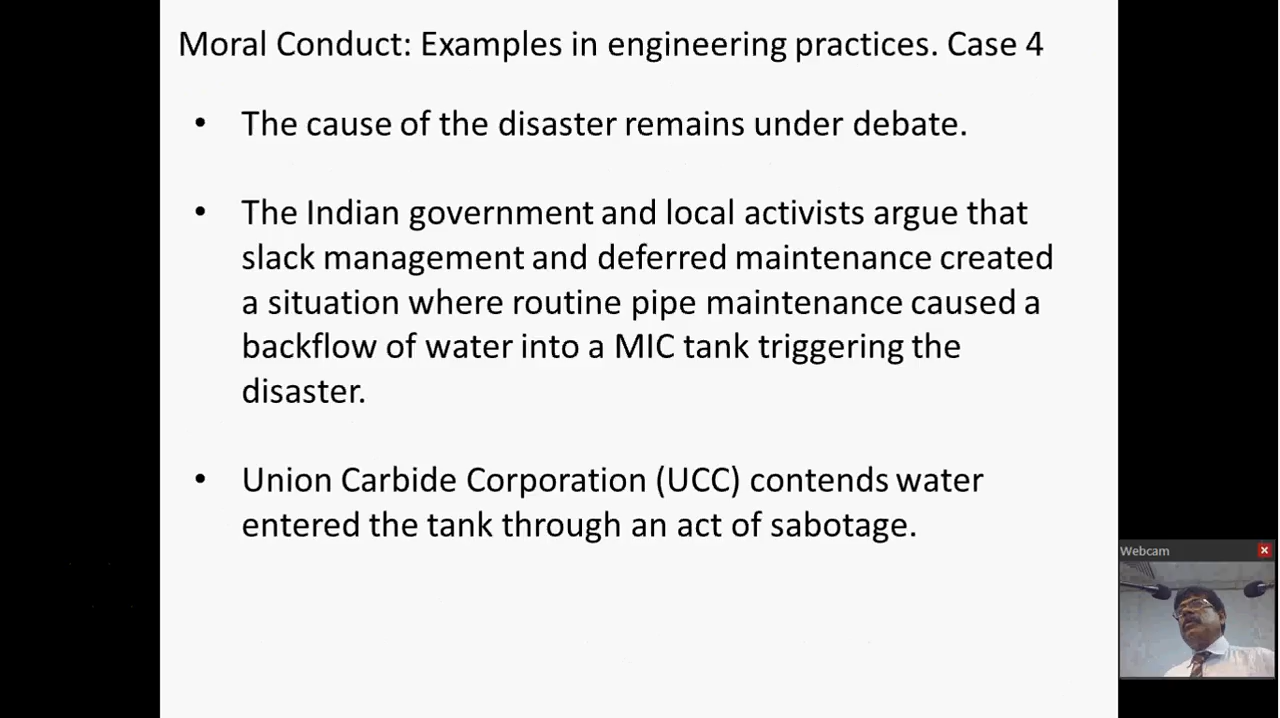 Moral Conduct: Examples in engineering practices. Case 4
• The cause of the disaster remains under debate.
• The Indian government and local activists argue that
slack management and deferred maintenance created
a situation where routine pipe maintenance caused a
backflow of water into a MIC tank triggering the
disaster.
• Union Carbide Corporation (UCC) contends water
entered the tank through an act of sabotage.
Webcam